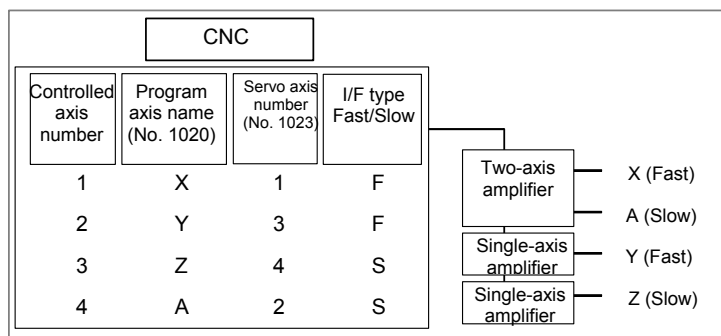 CNC
Controlled
axis
number
Program
axis name
(No. 1020)
Servo axis
number
(No. 1023)
I/F type
Fast/Slow
1 X 1 F
2 Y 3 F
3 Z 4 S
4 A 2 S
Two-axis
amplifier
X (Fast)
A (Slow)
Single-axis
amplifier
Y (Fast)
Single-axis
amplifier
Z (Slow)